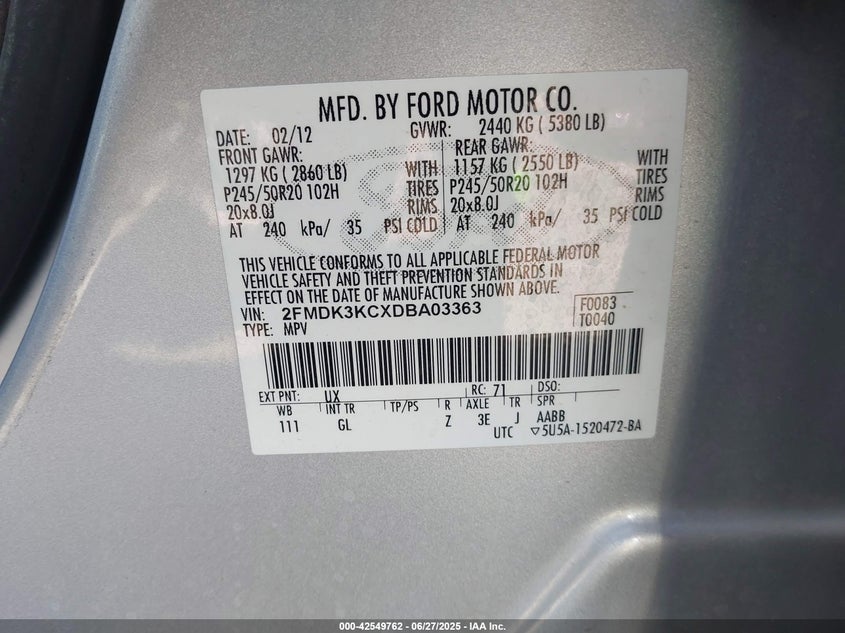 MFD. BY FORD MOTOR CO.
DATE: 02/12 GVWR: 2440 KG ( 5380 LB)
FRONT GAWR: REAR GAWR:
1297 KG ( 2860 LB) WITH 1157 KG ( 2550 LB) WITH
P245/50R20 102H TIRES P245/50R20 102H TIRES
20x8.0J RIMS 20x8.0J RIMS
AT 240 kPa/ 35 PSI COLD AT 240 kPa/ 35 PSI COLD
THIS VEHICLE CONFORMS TO ALL APPLICABLE FEDERAL MOTOR
VEHICLE SAFETY AND THEFT PREVENTION STANDARDS IN
EFFECT ON THE DATE OF MANUFACTURE SHOWN ABOVE.
VIN: 2FMDK3KCXDBA03363 F0083
TYPE: MPV T0040
EXT PNT: UX RC: 71 DSO:
WB INT TR TP/PS R AXLE TR SPR
111 GL Z 3E J AABB
UTC ▽5U5A-1520472-BA
000-42549762 - 06/27/2025 - IAA Inc.